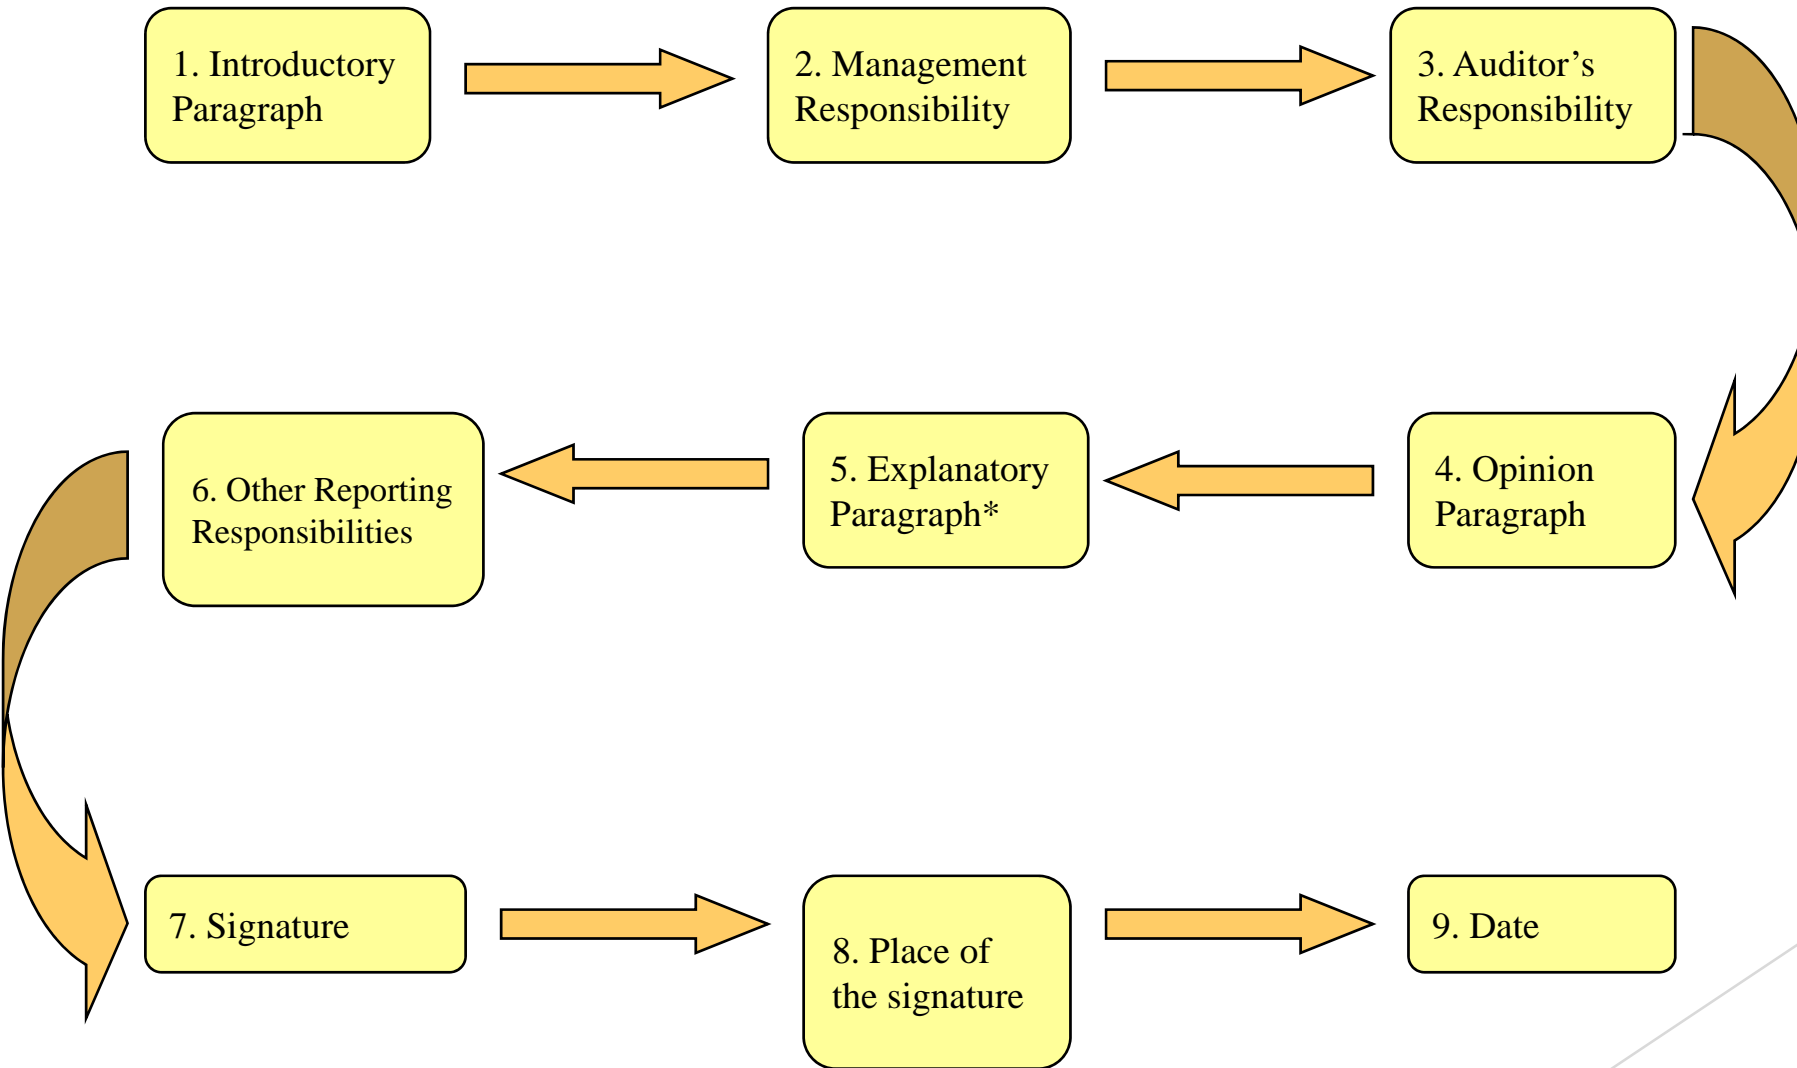 1. Introductory
Paragraph
2. Management
Responsibility
3. Auditor’s
Responsibility
4. Opinion
Paragraph
5. Explanatory
Paragraph*
6. Other Reporting
Responsibilities
7. Signature
8. Place of
the signature
9. Date